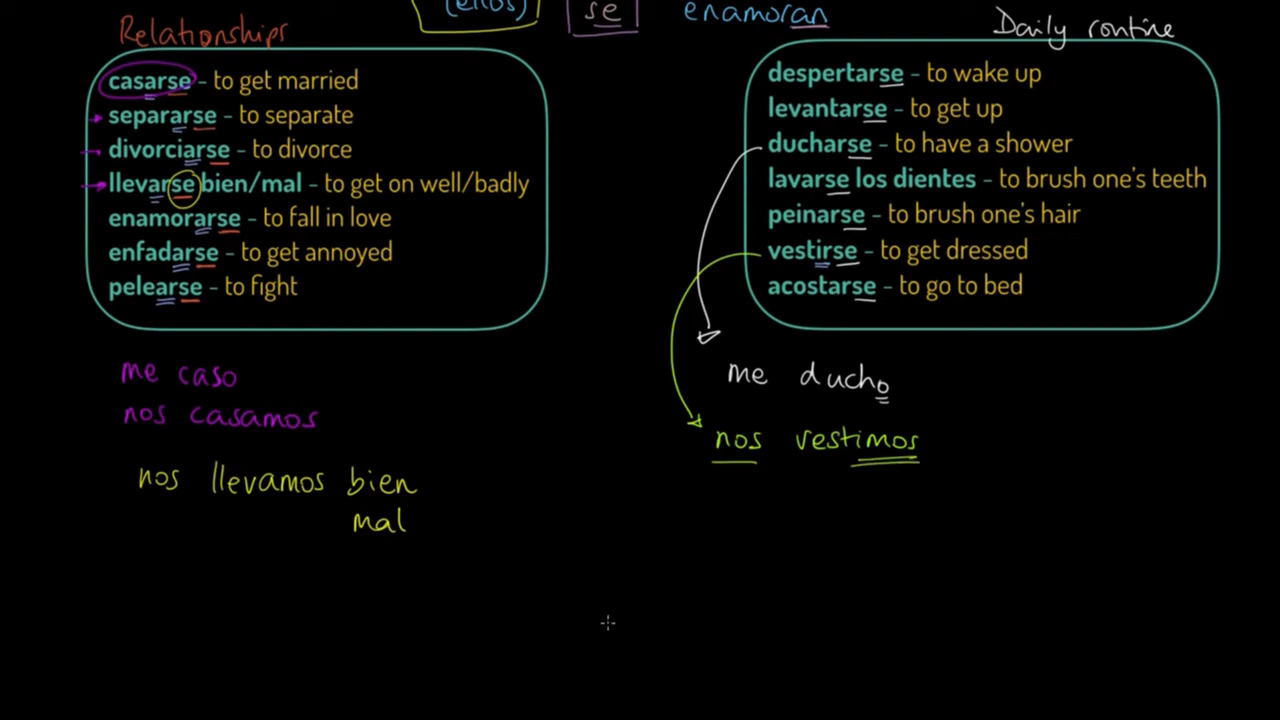 (ellos) se enamoran
Relationships
casarse - to get married
separarse - to separate
divorciarse - to divorce
llevarse bien/mal - to get on well/badly
enamorarse - to fall in love
enfadarse - to get annoyed
pelearse - to fight
me caso
nos casamos
nos llevamos bien
mal
Daily routine
despertarse - to wake up
levantarse - to get up
ducharse - to have a shower
lavarse los dientes - to brush one's teeth
peinarse - to brush one's hair
vestirse - to get dressed
acostarse - to go to bed
me ducho
nos vestimos